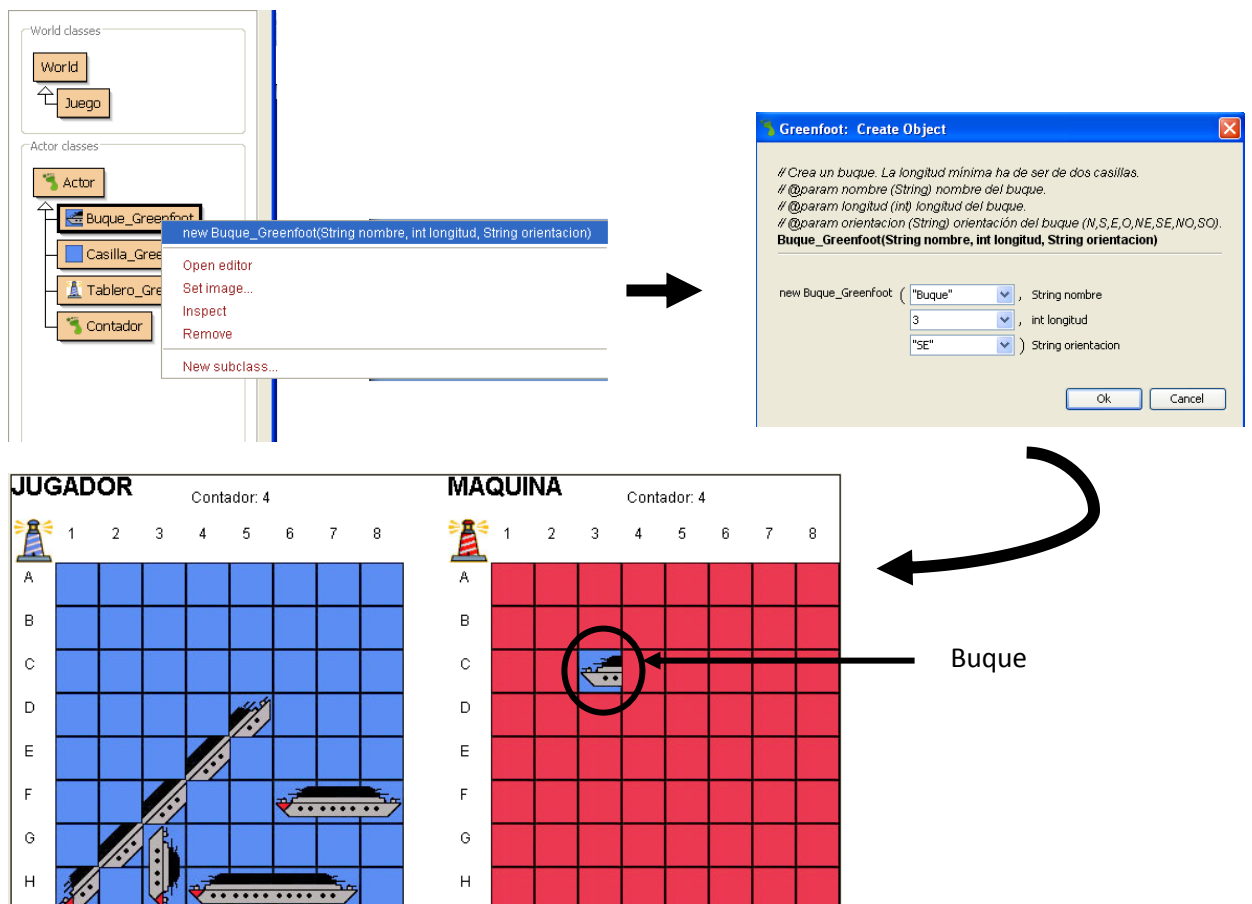 World classes
World
Juego
Actor classes
Actor
Buque_Greenfoot
Casilla_Gree
Tablero_Gre
Contador
new Buque_Greenfoot(String nombre, int longitud, String orientacion)
Open editor
Set image...
Inspect
Remove
New subclass...
Greenfoot: Create Object
// Crea un buque. La longitud mínima ha de ser de dos casillas.
// @param nombre (String) nombre del buque.
// @param longitud (int) longitud del buque.
// @param orientacion (String) orientación del buque (N,S,E,O,NE,SE,NO,SO).
Buque_Greenfoot(String nombre, int longitud, String orientacion)
new Buque_Greenfoot ( "Buque" , String nombre
3 , int longitud
"SE" ) String orientacion
Ok Cancel
JUGADOR
Contador: 4
1 2 3 4 5 6 7 8
A
B
C
D
E
F
G
H
MAQUINA
Contador: 4
1 2 3 4 5 6 7 8
A
B
C
D
E
F
G
H
Buque